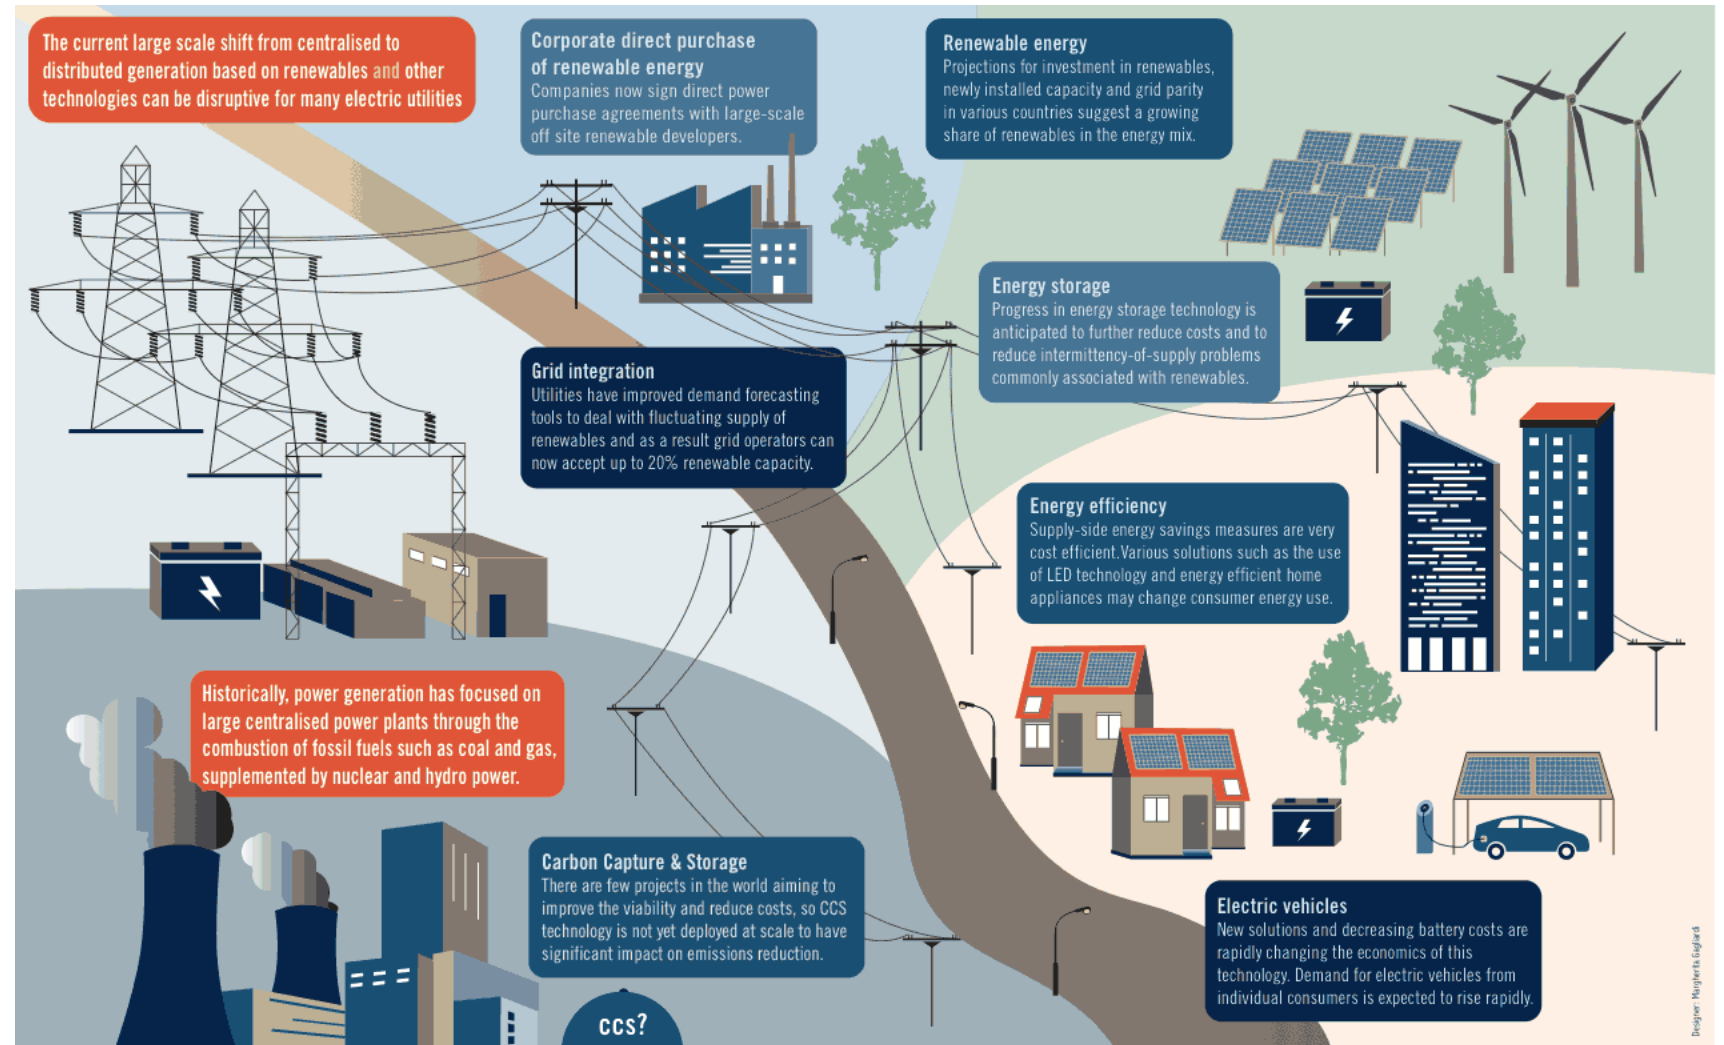 The current large scale shift from centralised to
distributed generation based on renewables and other
technologies can be disruptive for many electric utilities
Corporate direct purchase
of renewable energy
Companies now sign direct power
purchase agreements with large-scale
off site renewable developers.
Renewable energy
Projections for investment in renewables,
newly installed capacity and grid parity
in various countries suggest a growing
share of renewables in the energy mix.
Energy storage
Progress in energy storage technology is
anticipated to further reduce costs and to
reduce intermittency-of-supply problems
commonly associated with renewables.
Grid integration
Utilities have improved demand forecasting
tools to deal with fluctuating supply of
renewables and as a result grid operators can
now accept up to 20% renewable capacity.
Energy efficiency
Supply-side energy savings measures are very
cost efficient.Various solutions such as the use
of LED technology and energy efficient home
appliances may change consumer energy use.
Historically, power generation has focused on
large centralised power plants through the
combustion of fossil fuels such as coal and gas,
supplemented by nuclear and hydro power.
Carbon Capture & Storage
There are few projects in the world aiming to
improve the viability and reduce costs, so CCS
technology is not yet deployed at scale to have
significant impact on emissions reduction.
Electric vehicles
New solutions and decreasing battery costs are
rapidly changing the economics of this
technology. Demand for electric vehicles from
individual consumers is expected to rise rapidly.
ccs?
Designer: Margherita Gagliardi